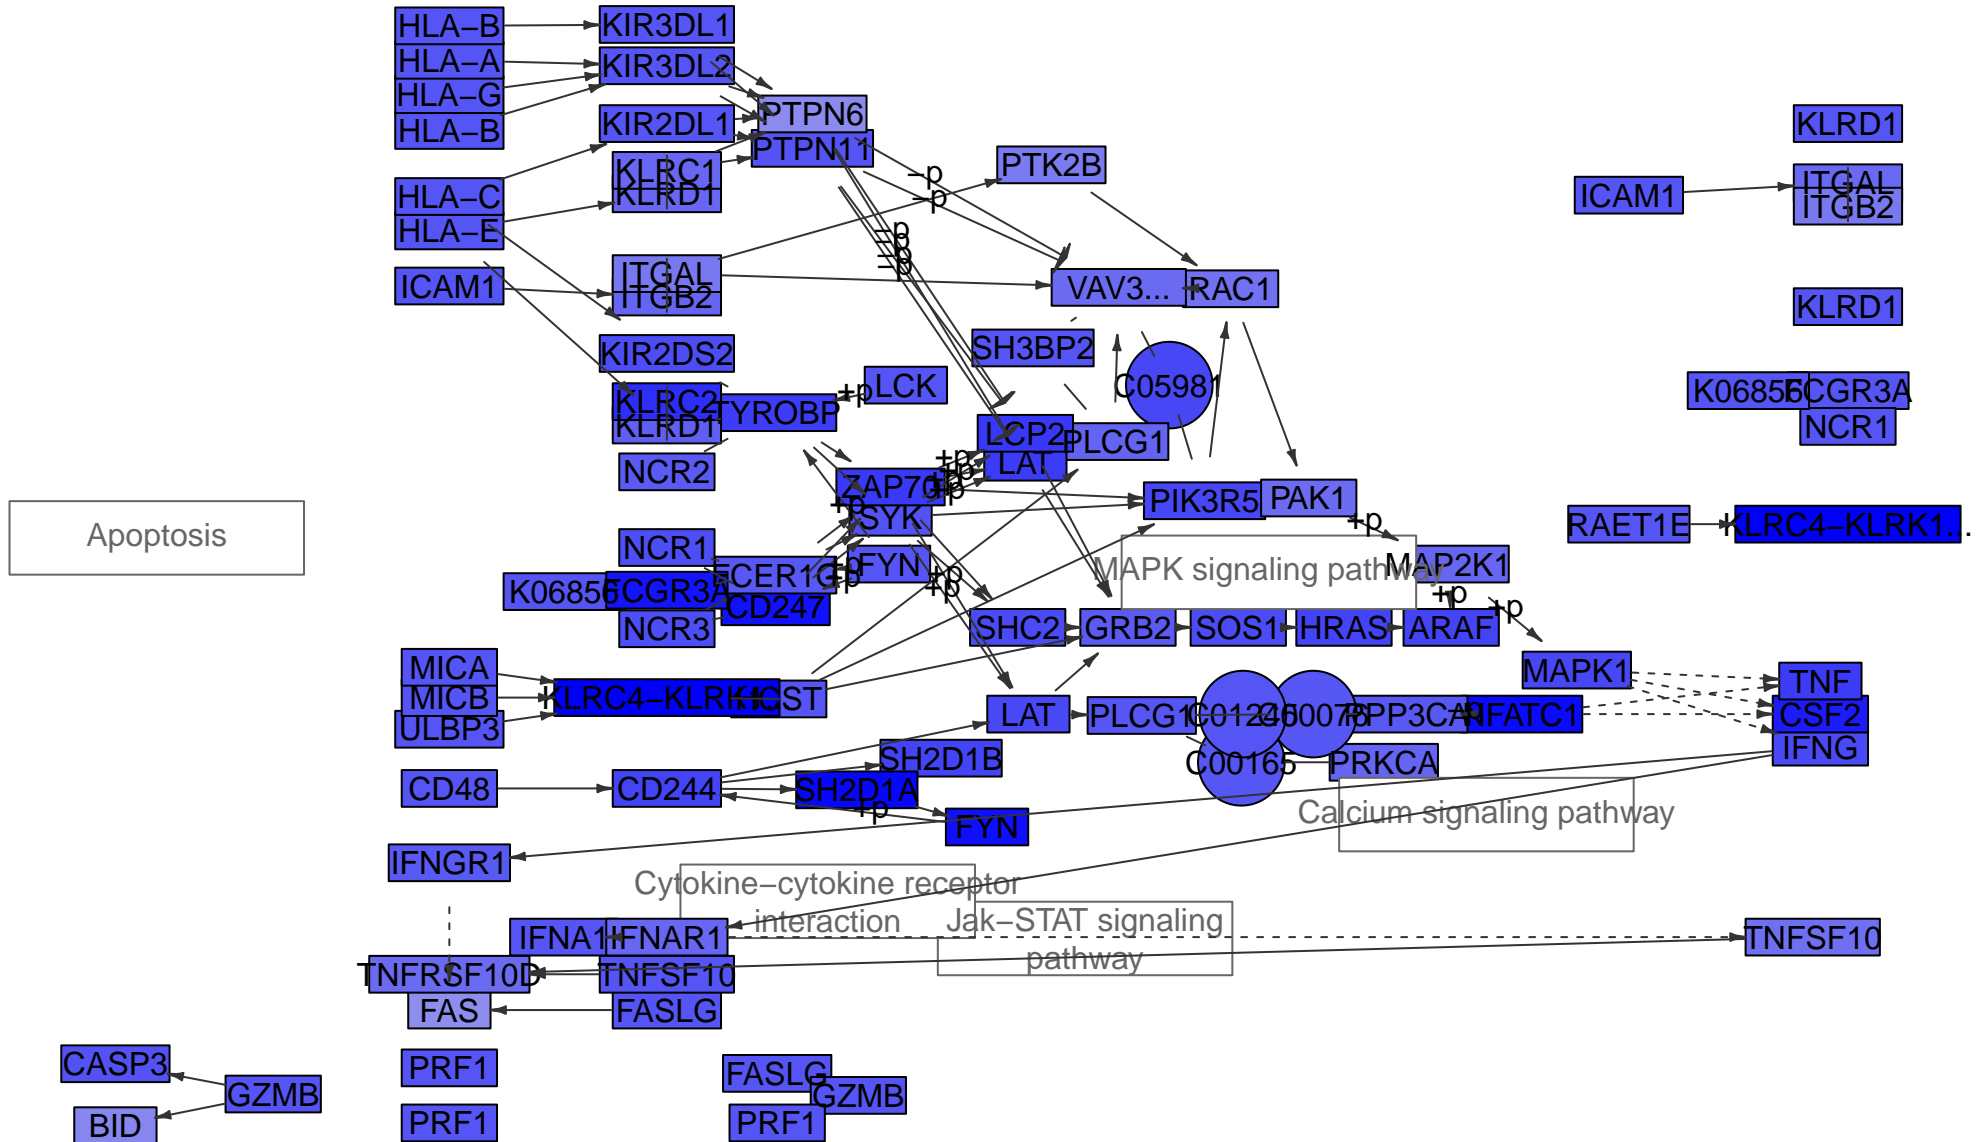 HLA−B
KIR3DL1
HLA−A
KIR3DL2
HLA−G
HLA−B
PTPN6
KIR2DL1
PTPN11
KLRD1
PTK2B
KLRC1
KLRD1
−p
−p
ICAM1
ITGAL
ITGB2
HLA−C
HLA−E
−p
−p
−p
−p
ICAM1
ITGAL
ITGB2
VAV3...
RAC1
KLRD1
KIR2DS2
SH3BP2
LCK
+p
C05981
KLRC2
KLRD1
TYROBP
K06856
FCGR3A
NCR1
LCP2
LAT
PLCG1
NCR2
+p
+p
+p
+p
ZAP70
SYK
+p
PIK3R5
PAK1
+p
RAET1E
KLRC4−KLRK1...
Apoptosis
NCR1
FCER1G
+p
+p
FYN
+p
+p
MAPK signaling pathway
MAP2K1
K06856
FCGR3A
CD247
NCR3
SHC2
GRB2
SOS1
HRAS
ARAF
+p
+p
MICA
MICB
ULBP3
KLRC4−KLRK1...
HCST
MAPK1
TNF
CSF2
IFNG
LAT
PLCG1
C01245
C00076
PPP3CA
NFATC1
C00165
PRKCA
SH2D1B
CD48
CD244
SH2D1A
+p
FYN
Calcium signaling pathway
IFNGR1
Cytokine−cytokine receptor
interaction
Jak−STAT signaling
pathway
IFNA1
IFNAR1
TNFSF10
TNFRSF10D
TNFSF10
FAS
FASLG
CASP3
GZMB
BID
PRF1
PRF1
FASLG
GZMB
PRF1